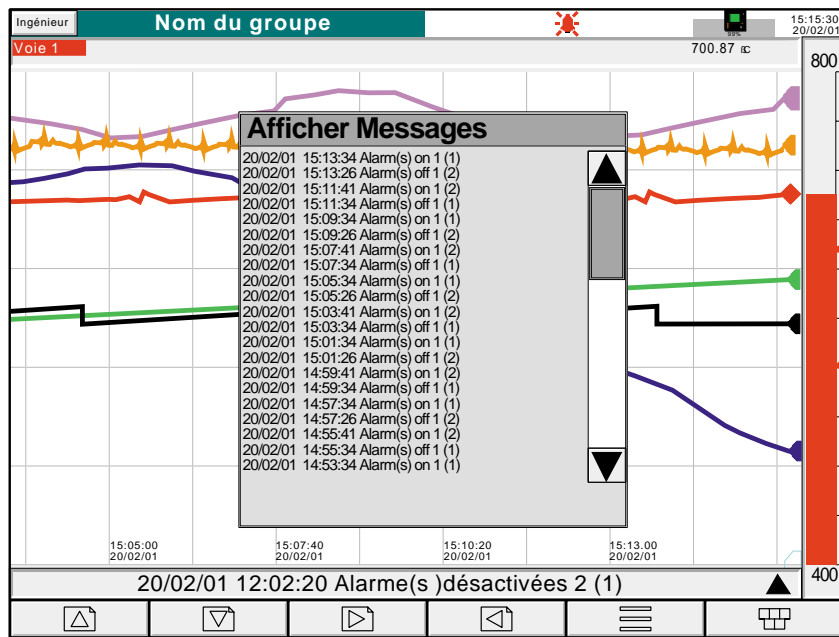 Ingénieur
Nom du groupe
99%
15:15:30
20/02/01
Voie 1
700.87
800
Afficher Messages
20/02/01 15:13:34 Alarm(s) on 1 (1)
20/02/01 15:13:26 Alarm(s) off 1 (2)
20/02/01 15:11:41 Alarm(s) on 1 (2)
20/02/01 15:11:34 Alarm(s) off 1 (1)
20/02/01 15:09:34 Alarm(s) on 1 (1)
20/02/01 15:09:26 Alarm(s) off 1 (2)
20/02/01 15:07:41 Alarm(s) on 1 (2)
20/02/01 15:07:34 Alarm(s) off 1 (1)
20/02/01 15:05:34 Alarm(s) on 1 (1)
20/02/01 15:05:26 Alarm(s) off 1 (2)
20/02/01 15:03:41 Alarm(s) on 1 (2)
20/02/01 15:03:34 Alarm(s) off 1 (1)
20/02/01 15:01:34 Alarm(s) on 1 (1)
20/02/01 15:01:26 Alarm(s) off 1 (2)
20/02/01 14:59:41 Alarm(s) on 1 (2)
20/02/01 14:59:34 Alarm(s) off 1 (1)
20/02/01 14:57:34 Alarm(s) on 1 (1)
20/02/01 14:57:26 Alarm(s) off 1 (2)
20/02/01 14:55:41 Alarm(s) on 1 (2)
20/02/01 14:55:34 Alarm(s) off 1 (1)
20/02/01 14:53:34 Alarm(s) on 1 (1)
15:05:00
20/02/01
15:07:40
20/02/01
15:10:20
20/02/01
15:13.00
20/02/01
400
20/02/01 12:02:20 Alarme(s )désactivées 2 (1)